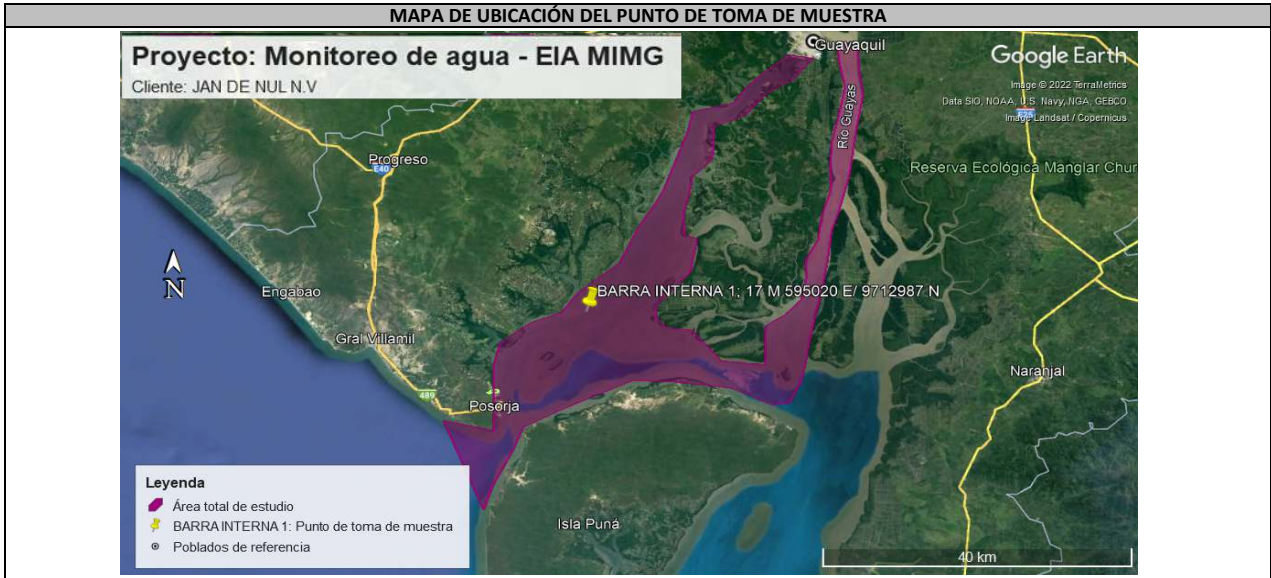 MAPA DE UBICACIÓN DEL PUNTO DE TOMA DE MUESTRA
Proyecto: Monitoreo de agua - EIA MIMG
Cliente: JAN DE NUL N.V
Guayaquil
Google Earth
Image © 2022 TerraMetrics
Data SIO, NOAA, U.S. Navy, NGA, GEBCO
Image Landsat / Copernicus
E25
Río Guayas
Progreso
E40
Reserva Ecológica Manglar Chur
N
Engabao
BARRA INTERNA 1; 17 M 595020 E/ 9712987 N
Gral Villamil
Naranjal
489
Posorja
Leyenda
Área total de estudio
BARRA INTERNA 1: Punto de toma de muestra
Poblados de referencia
Isla Puná
40 km